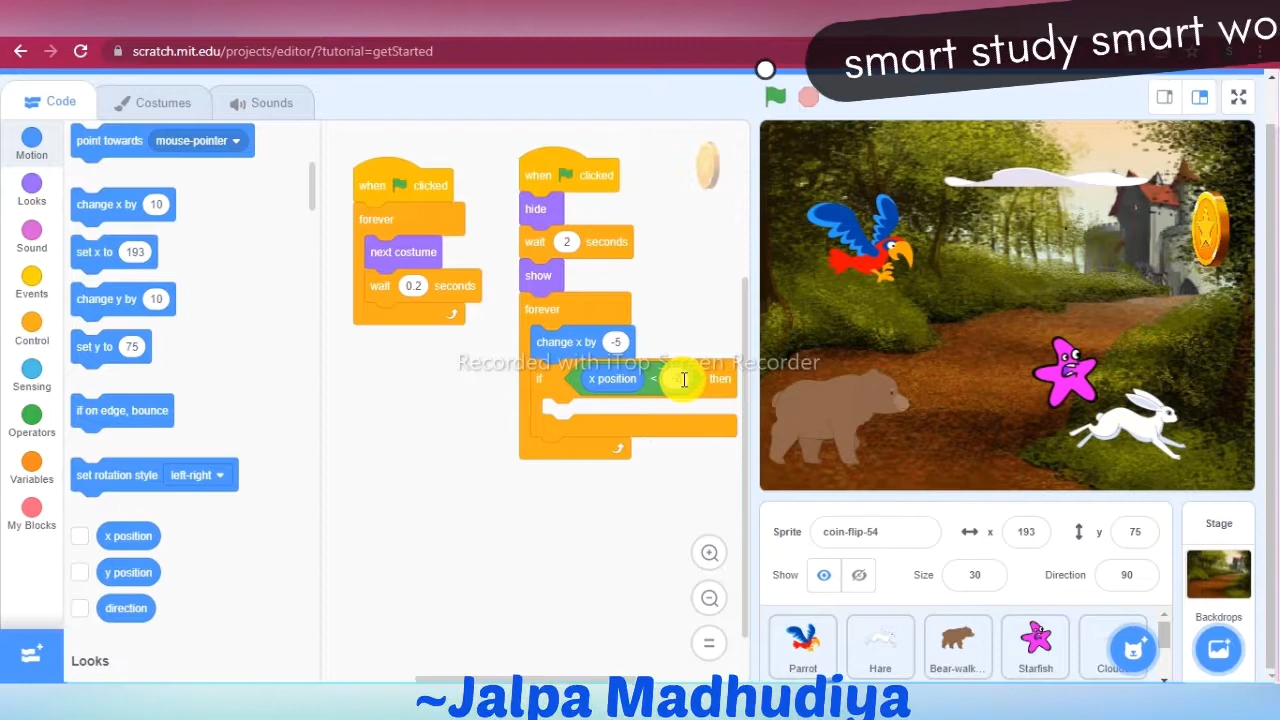 smart study smart wo
scratch.mit.edu/projects/editor/?tutorial=getStarted
Code
Costumes
Sounds
Motion
Looks
Sound
Events
Control
Sensing
Operators
Variables
My Blocks
point towards mouse-pointer
change x by 10
set x to 193
change y by 10
set y to 75
if on edge, bounce
set rotation style left-right
x position
y position
direction
Looks
when clicked
forever
next costume
wait 0.2 seconds
when clicked
hide
wait 2 seconds
show
forever
change x by -5
if x position < then
Recorded with iTop Screen Recorder
Sprite coin-flip-54 x 193 y 75
Show Size 30 Direction 90
Parrot
Hare
Bear-walk...
Starfish
Stage
Backdrops
~Jalpa Madhudiya